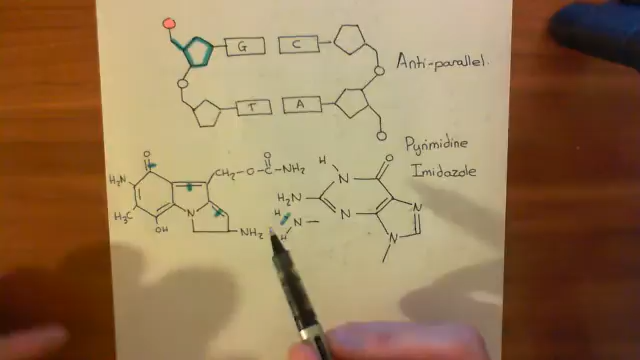 G C
T A
Anti-parallel.
Pyrimidine
Imidazole
O
H₂N
H₃C
OH
N
CH₂-O-C-NH₂
O
NH₂
H
N
O
H₂N
N
N
N
H
N
H